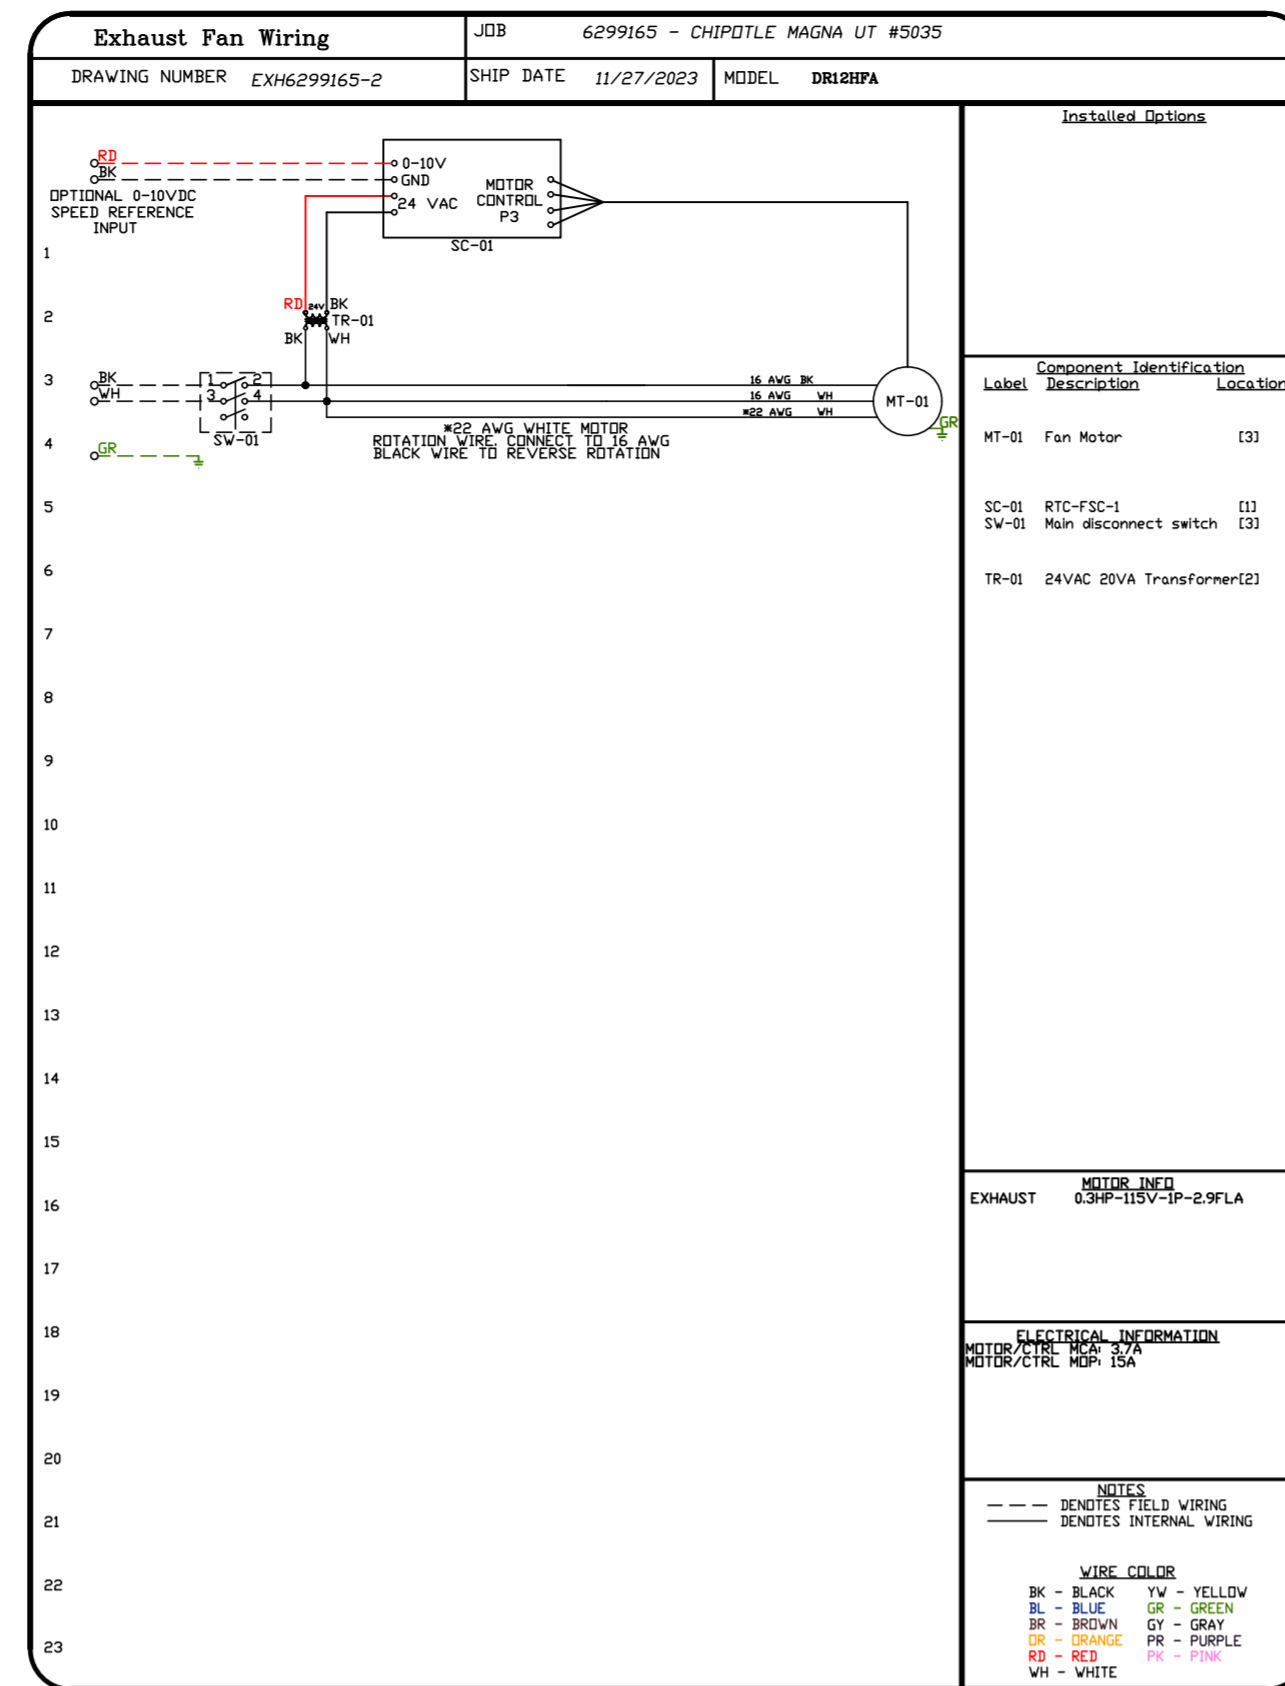 Exhaust Fan Wiring
JOB 6299165 - CHIPOTLE MAGNA UT #5035
DRAWING NUMBER EXH6299165-2
SHIP DATE 11/27/2023
MODEL DR12HFA
RD
BK
OPTIONAL 0-10VDC
SPEED REFERENCE
INPUT
0-10V
GND
24 VAC
MOTOR
CONTROL
P3
SC-01
RD 24V BK
TR-01
BK WH
BK
WH
1 2
3 4
SW-01
GR
16 AWG BK
16 AWG WH
*22 AWG WH
MT-01
GR
*22 AWG WHITE MOTOR
ROTATION WIRE. CONNECT TO 16 AWG
BLACK WIRE TO REVERSE ROTATION
1
2
3
4
5
6
7
8
9
10
11
12
13
14
15
16
17
18
19
20
21
22
23
Installed Options
Component Identification
Label Description Location
MT-01 Fan Motor [3]
SC-01 RTC-FSC-1 [1]
SW-01 Main disconnect switch [3]
TR-01 24VAC 20VA Transformer[2]
MOTOR INFO
EXHAUST 0.3HP-115V-1P-2.9FLA
ELECTRICAL INFORMATION
MOTOR/CTRL MCA: 3.7A
MOTOR/CTRL MOP: 15A
NOTES
DENOTES FIELD WIRING
DENOTES INTERNAL WIRING
WIRE COLOR
BK - BLACK YW - YELLOW
BL - BLUE GR - GREEN
BR - BROWN GY - GRAY
OR - ORANGE PR - PURPLE
RD - RED PK - PINK
WH - WHITE